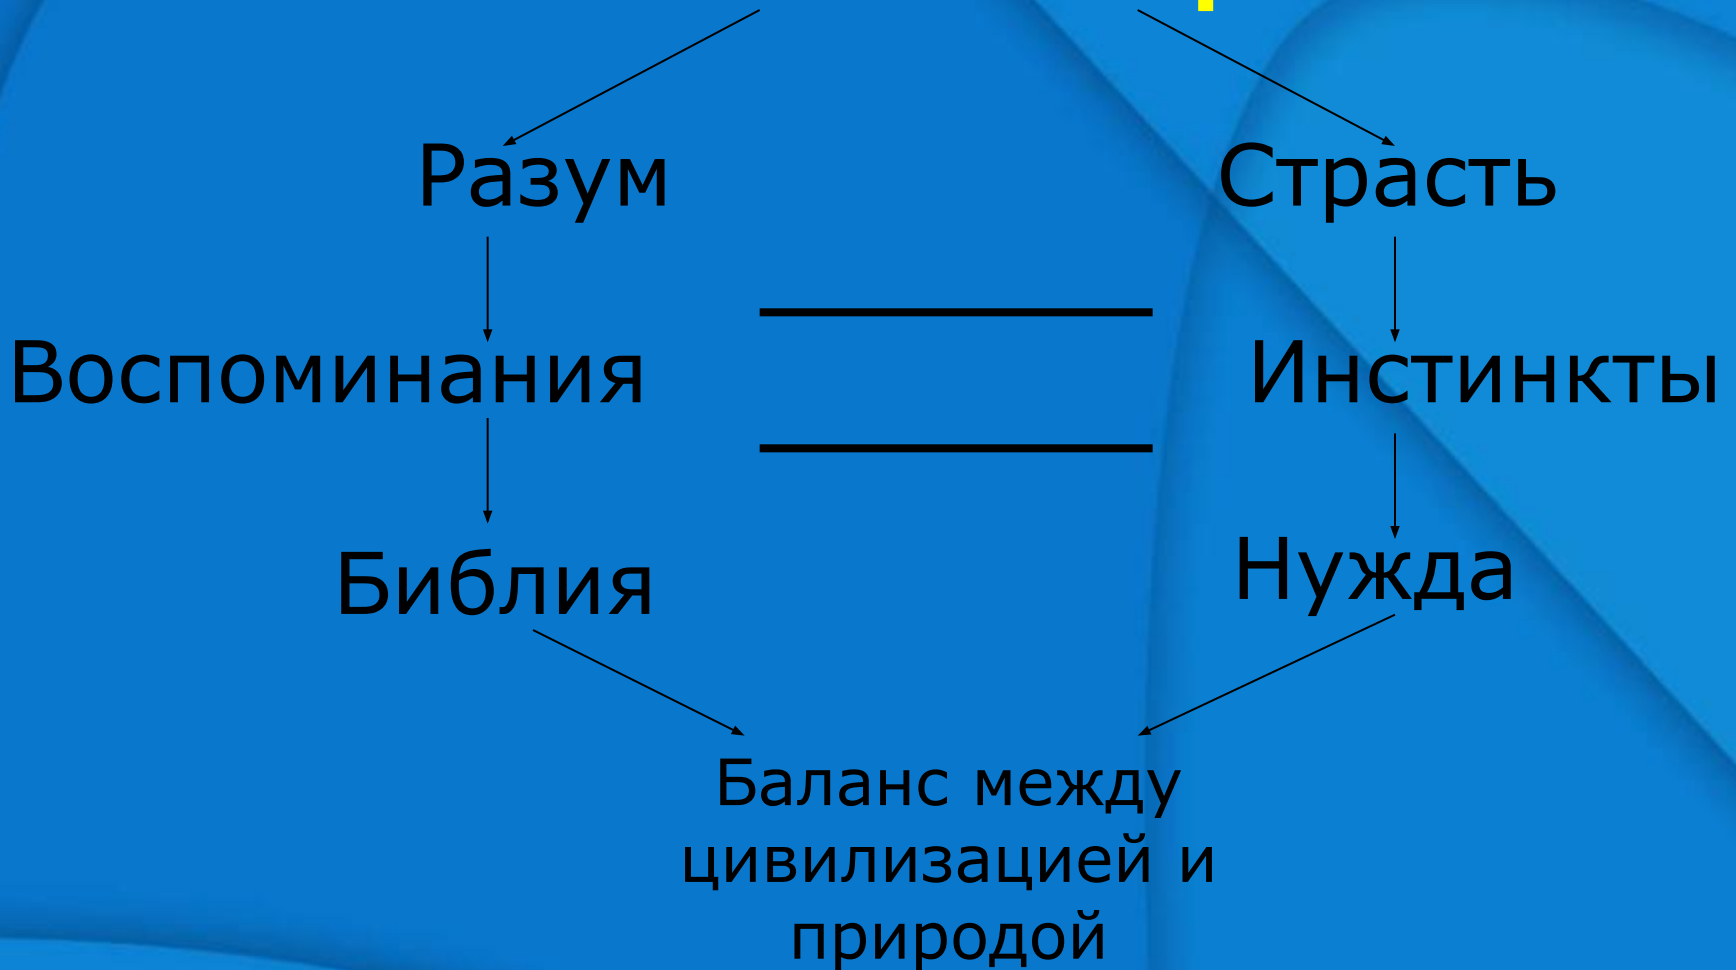 Разум
Страсть
Воспоминания
Инстинкты
Библия
Нужда
Баланс между
цивилизацией и
природой